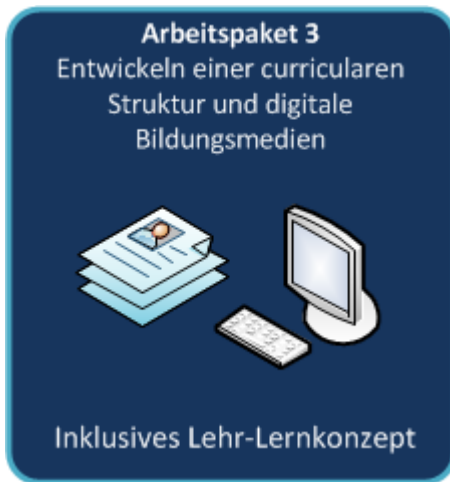 Arbeitspaket 3
Entwickeln einer curricularen
Struktur und digitale
Bildungsmedien
Inklusives Lehr-Lernkonzept